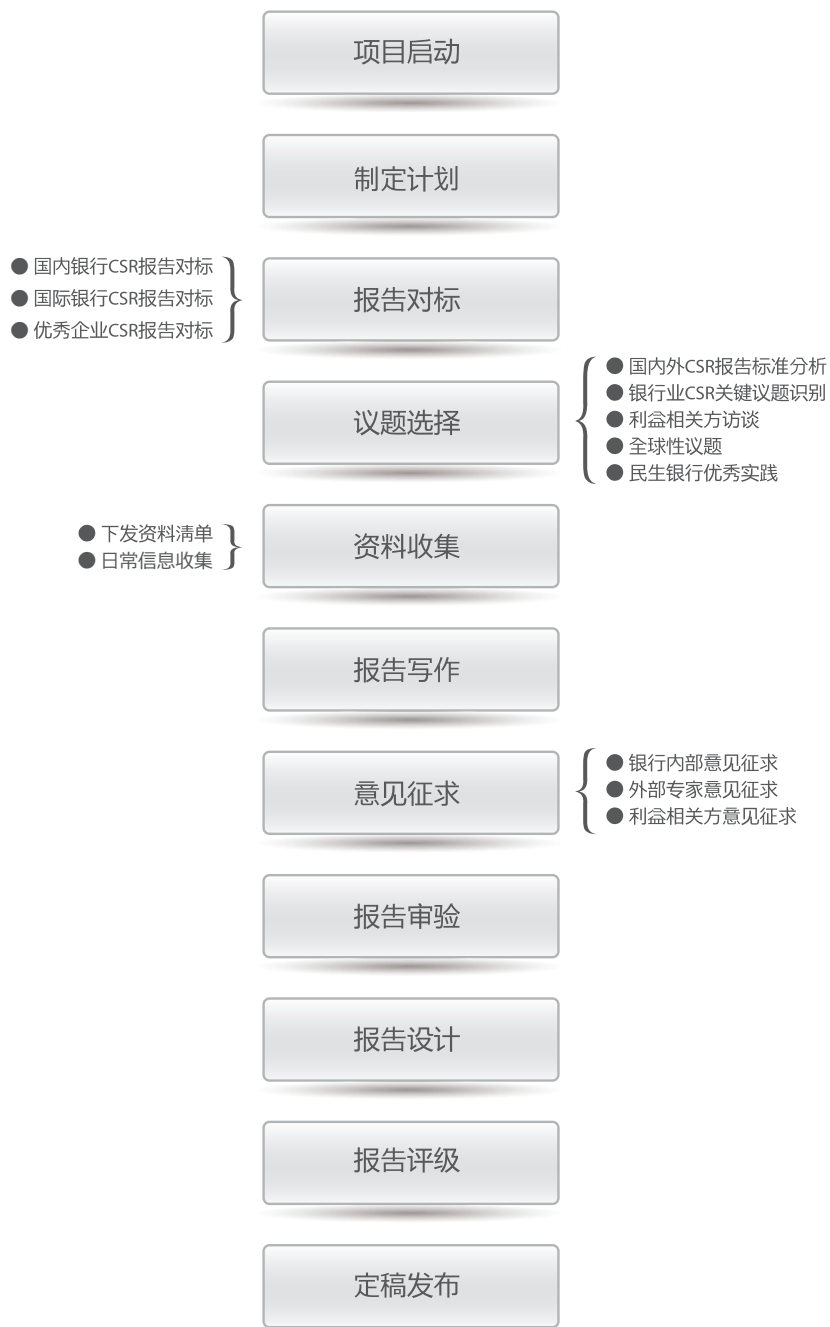 项目启动
制定计划
● 国内银行CSR报告对标
● 国际银行CSR报告对标
● 优秀企业CSR报告对标
报告对标
议题选择
● 国内外CSR报告标准分析
● 银行业CSR关键议题识别
● 利益相关方访谈
● 全球性议题
● 民生银行优秀实践
● 下发资料清单
● 日常信息收集
资料收集
报告写作
意见征求
● 银行内部意见征求
● 外部专家意见征求
● 利益相关方意见征求
报告审验
报告设计
报告评级
定稿发布